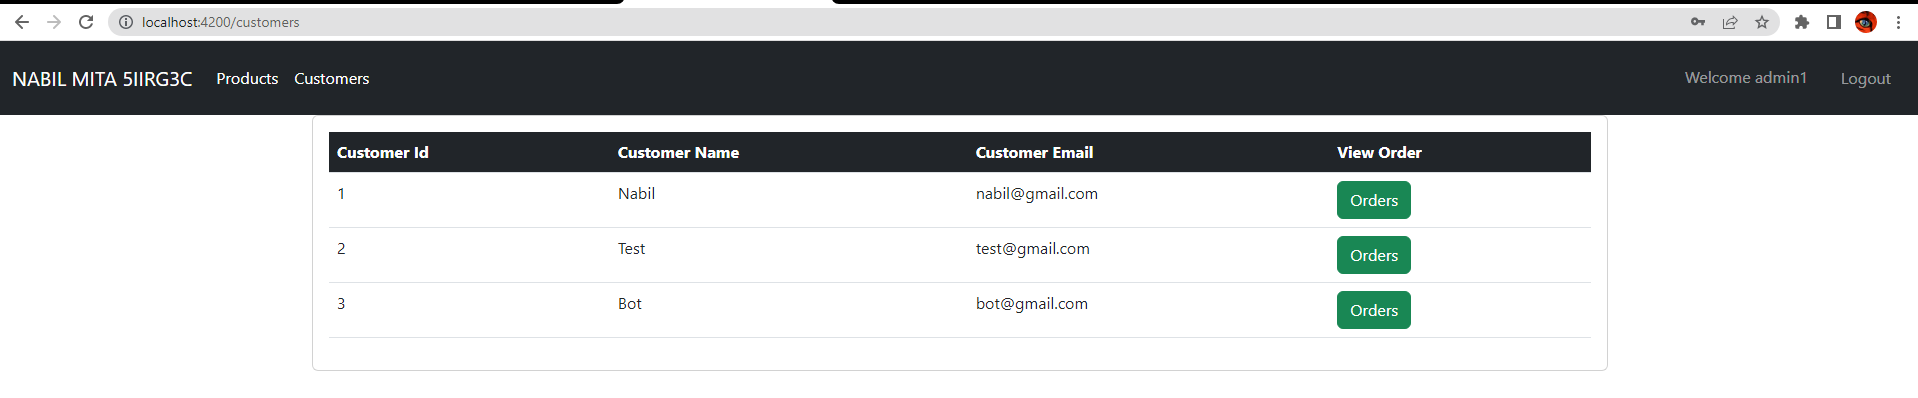 localhost:4200/customers
NABIL MITA 5IIRG3C Products Customers Welcome admin1 Logout
Customer Id Customer Name Customer Email View Order
1 Nabil nabil@gmail.com Orders
2 Test test@gmail.com Orders
3 Bot bot@gmail.com Orders